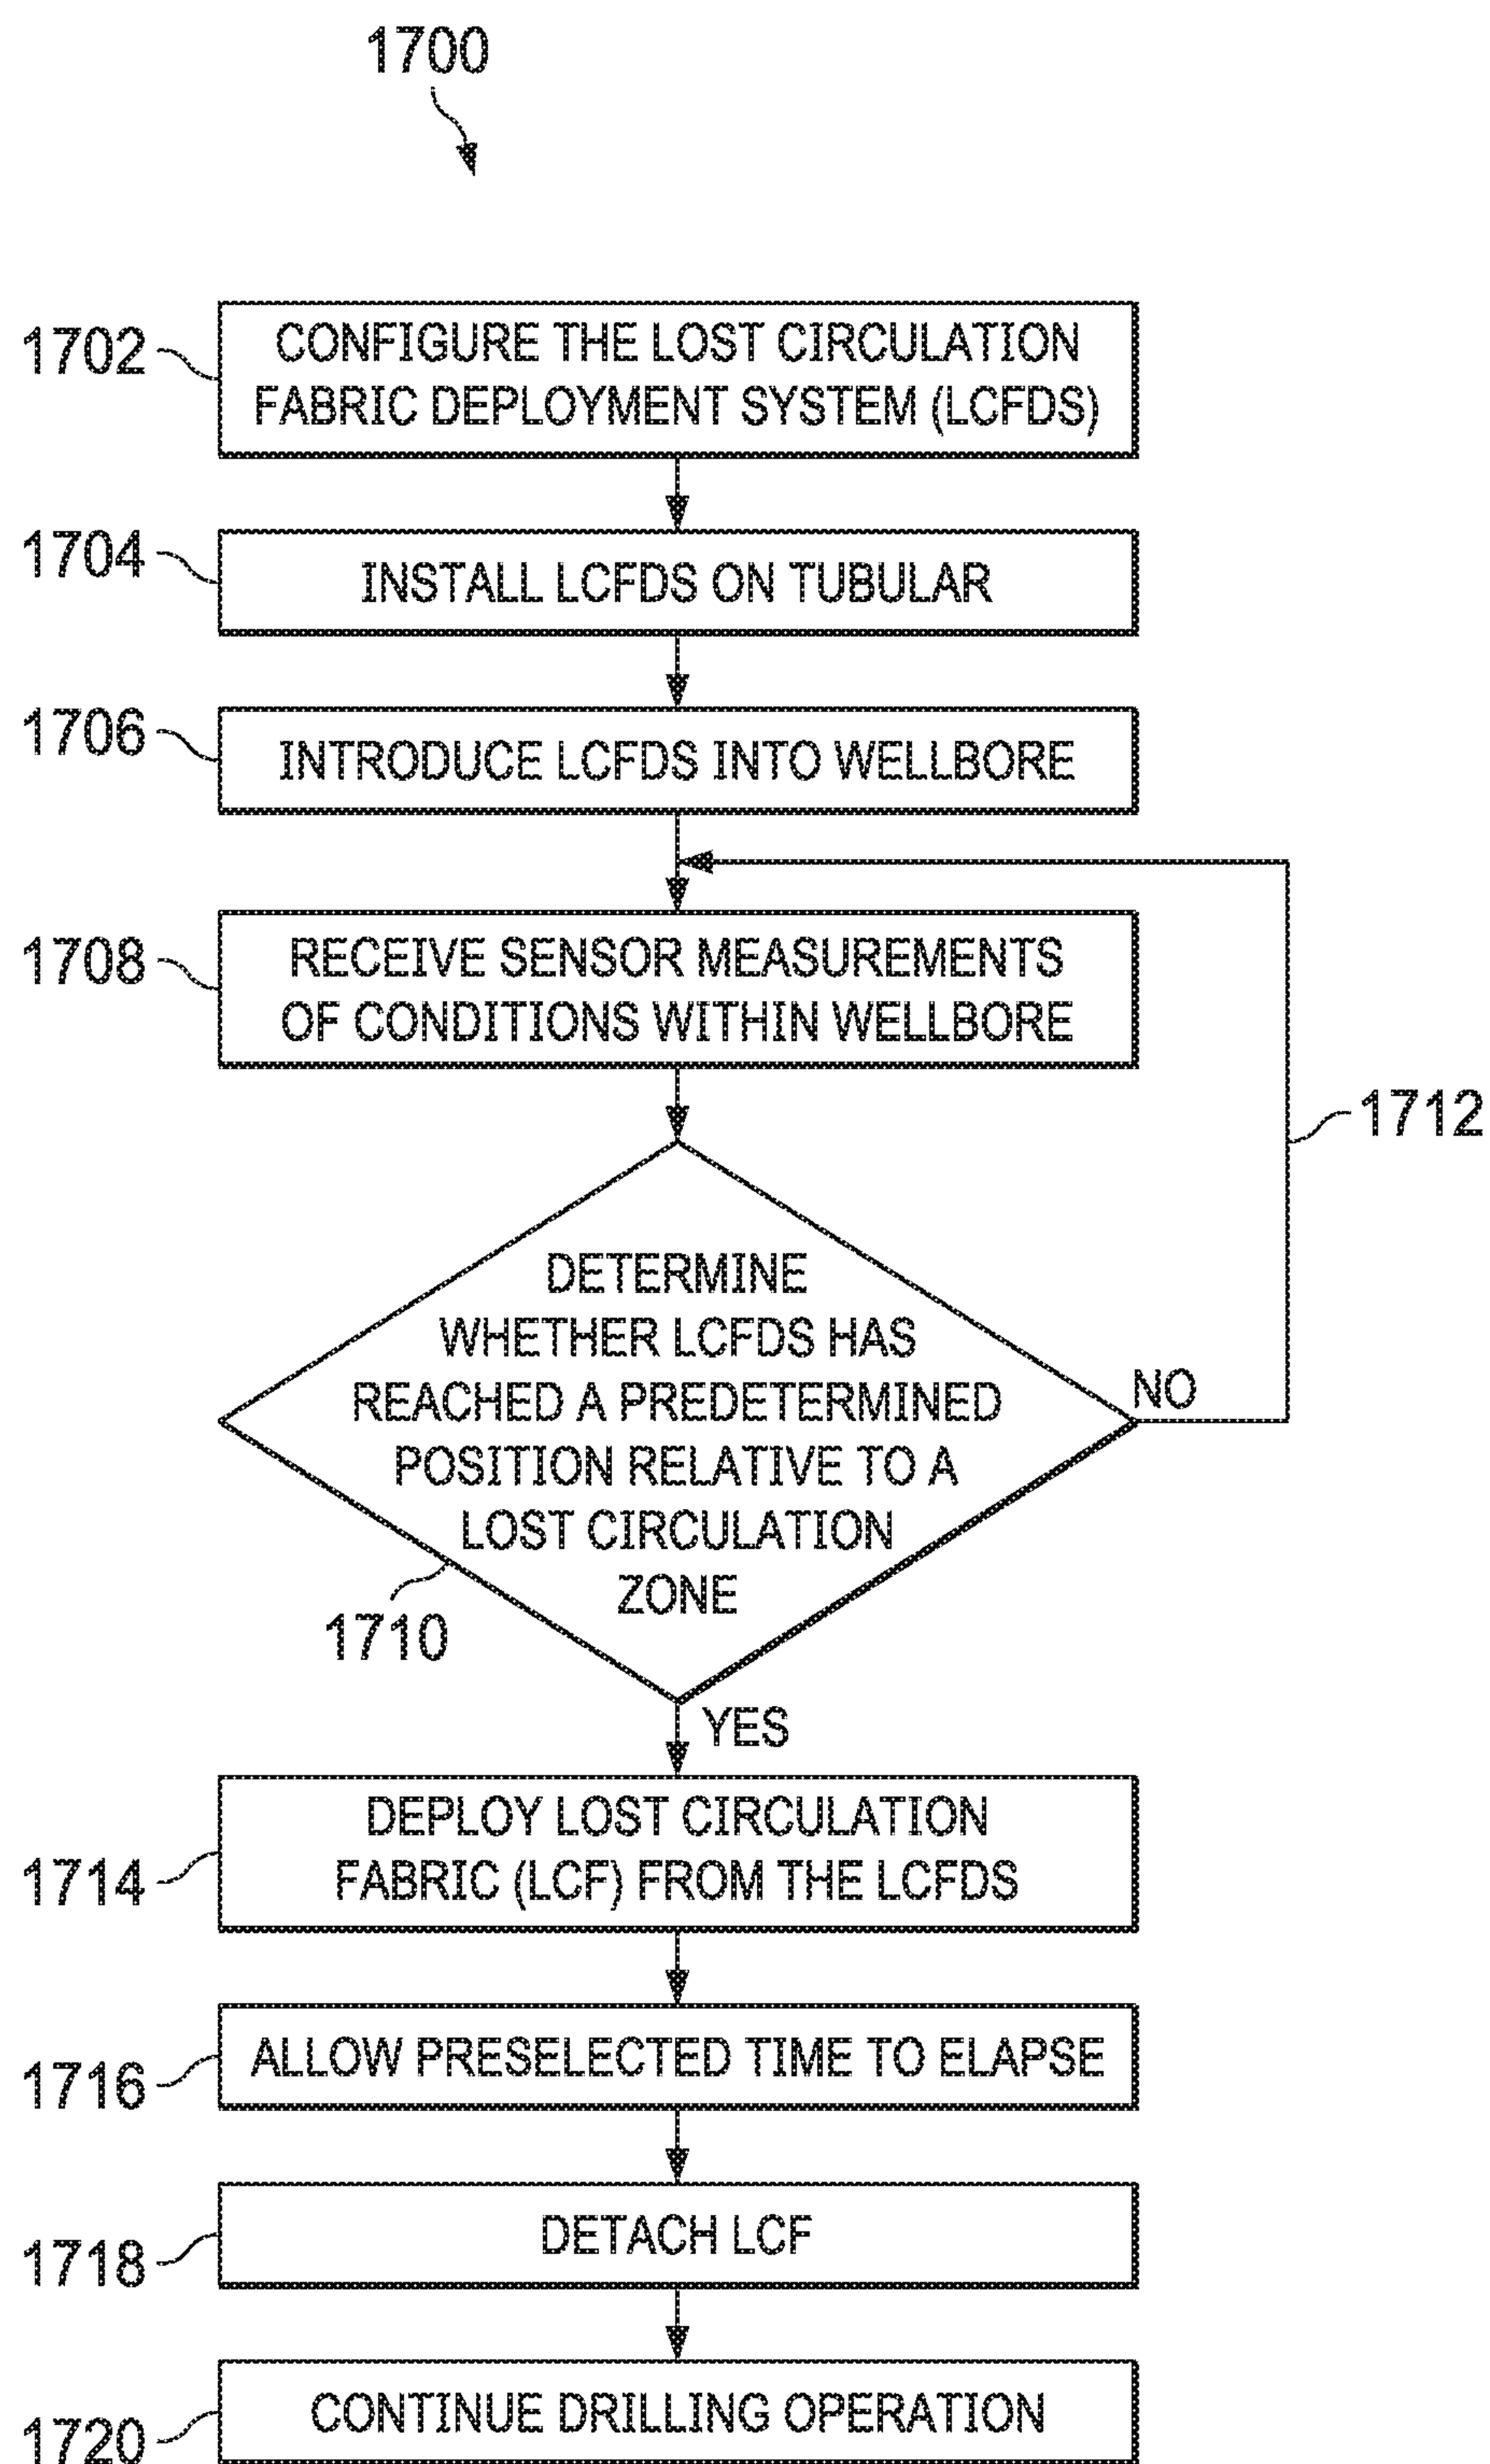 1700
1702
CONFIGURE THE LOST CIRCULATION
FABRIC DEPLOYMENT SYSTEM (LCFDS)
1704
INSTALL LCFDS ON TUBULAR
1706
INTRODUCE LCFDS INTO WELLBORE
1708
RECEIVE SENSOR MEASUREMENTS
OF CONDITIONS WITHIN WELLBORE
1712
DETERMINE
WHETHER LCFDS HAS
REACHED A PREDETERMINED
POSITION RELATIVE TO A
LOST CIRCULATION
ZONE
NO
1710
YES
1714
DEPLOY LOST CIRCULATION
FABRIC (LCF) FROM THE LCFDS
1716
ALLOW PRESELECTED TIME TO ELAPSE
1718
DETACH LCF
1720
CONTINUE DRILLING OPERATION